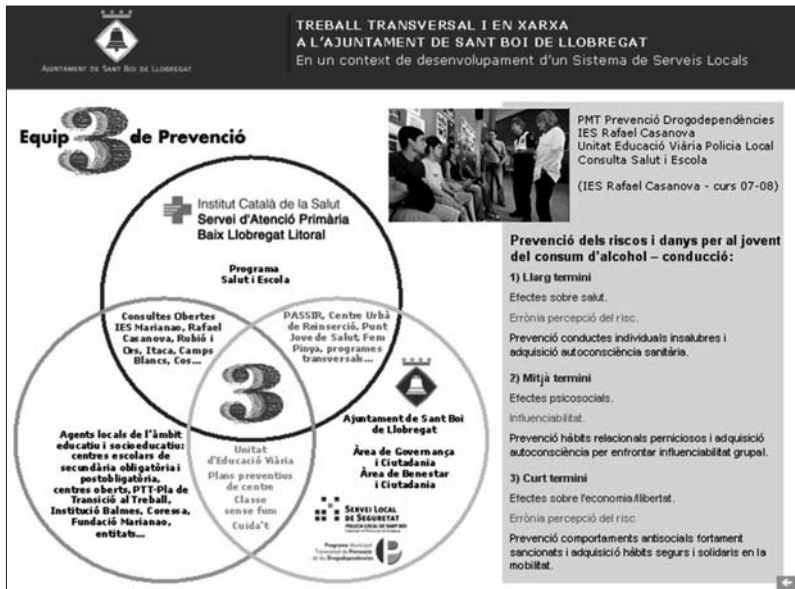 TREBALL TRANSVERSAL I EN XARXA
A L'AJUNTAMENT DE SANT BOI DE LLOBREGAT
En un context de desenvolupament d'un Sistema de Serveis Locals
AJUNTAMENT DE SANT BOI DE LLOBREGAT
Equip 3 de Prevenció
Institut Català de la Salut
Servei d'Atenció Primària
Baix Llobregat Litoral
Programa
Salut i Escola
Consultes Obertes
IES Marianao, Rafael
Casanova, Rubió i
Ors, Itaca, Camps
Blancs, Cos...
PASSIR, Centre Urbà
de Reinserció, Punt
Jove de Salut, Fem
Pinya, programes
transversals...
3
Agents locals de l'àmbit
educatiu i socioeducatiu:
centres escolars de
secundària obligatòria i
postobligatòria,
centres oberts, PTT-Pla de
Transició al Treball,
Institució Balmes, Coressa,
Fundació Marianao,
entitats...
Unitat
d'Educació Viària
Plans preventius
de centre
Classe
sense fum
Cuida't
Ajuntament de Sant Boi
de Llobregat
Àrea de Governança
i Ciutadania
Àrea de Benestar
i Ciutadania
SERVEI LOCAL
DE SEGURETAT
POLICIA LOCAL DE SANT BOI
Programa Municipal
Transversal de Prevenció
de les Drogodependències
PMT Prevenció Drogodependències
IES Rafael Casanova
Unitat Educació Viària Policia Local
Consulta Salut i Escola
(IES Rafael Casanova - curs 07-08)
Prevenció dels riscos i danys per al jovent
del consum d'alcohol – conducció:
1) Llarg termini
Efectes sobre salut.
Errònia percepció del risc.
Prevenció conductes individuals insalubres i
adquisició autoconsciència sanitària.
2) Mitjà termini
Efectes psicosocials.
Influenciabilitat.
Prevenció hàbits relacionals perniciosos i adquisició
autoconsciència per enfrontar influenciabilitat grupal.
3) Curt termini
Efectes sobre l'economia/llibertat.
Errònia percepció del risc
Prevenció comportaments antisocials fortament
sancionats i adquisició hàbits segurs i solidaris en la
mobilitat.